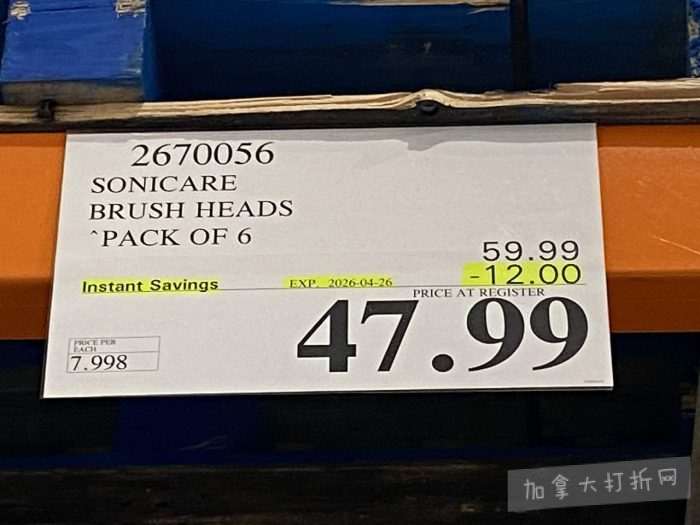 2670056
SONICARE
BRUSH HEADS
^PACK OF 6
59.99
Instant Savings EXP. 2026-04-26 -12.00
PRICE AT REGISTER
47.99
PRICE PER
EACH
7.998
加拿大打折网